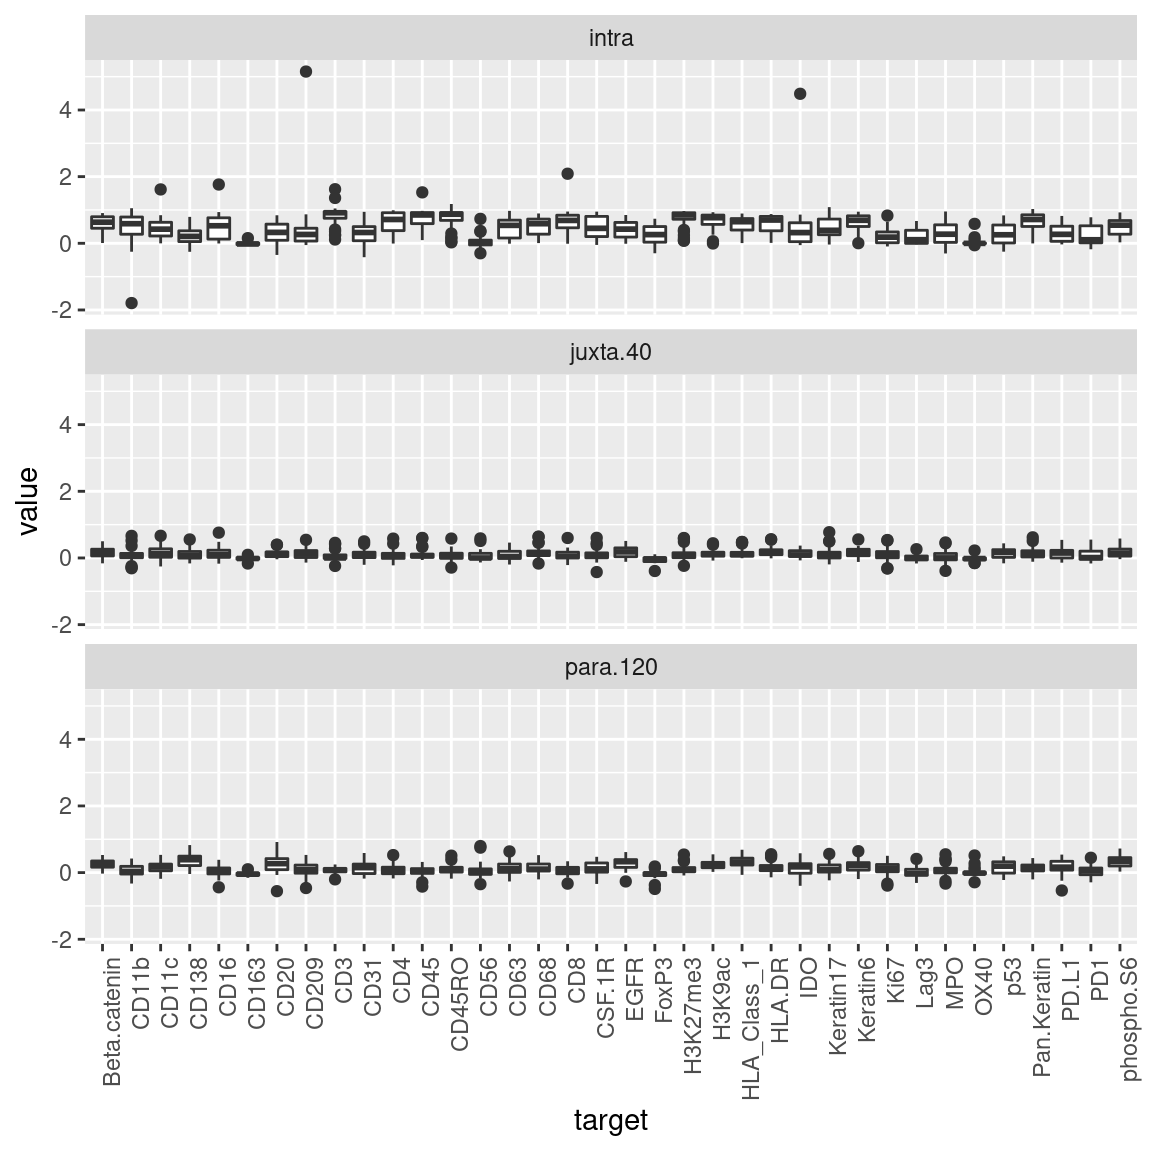 intra
4
2
0
-2
juxta.40
4
2
0
-2
value
para.120
4
2
0
-2
Beta.catenin
CD11b
CD11c
CD138
CD16
CD163
CD20
CD209
CD3
CD31
CD4
CD45
CD45RO
CD56
CD63
CD68
CD8
CSF.1R
EGFR
FoxP3
H3K27me3
H3K9ac
HLA_Class_1
HLA.DR
IDO
Keratin17
Keratin6
Ki67
Lag3
MPO
OX40
p53
Pan.Keratin
PD.L1
PD1
phospho.S6
target